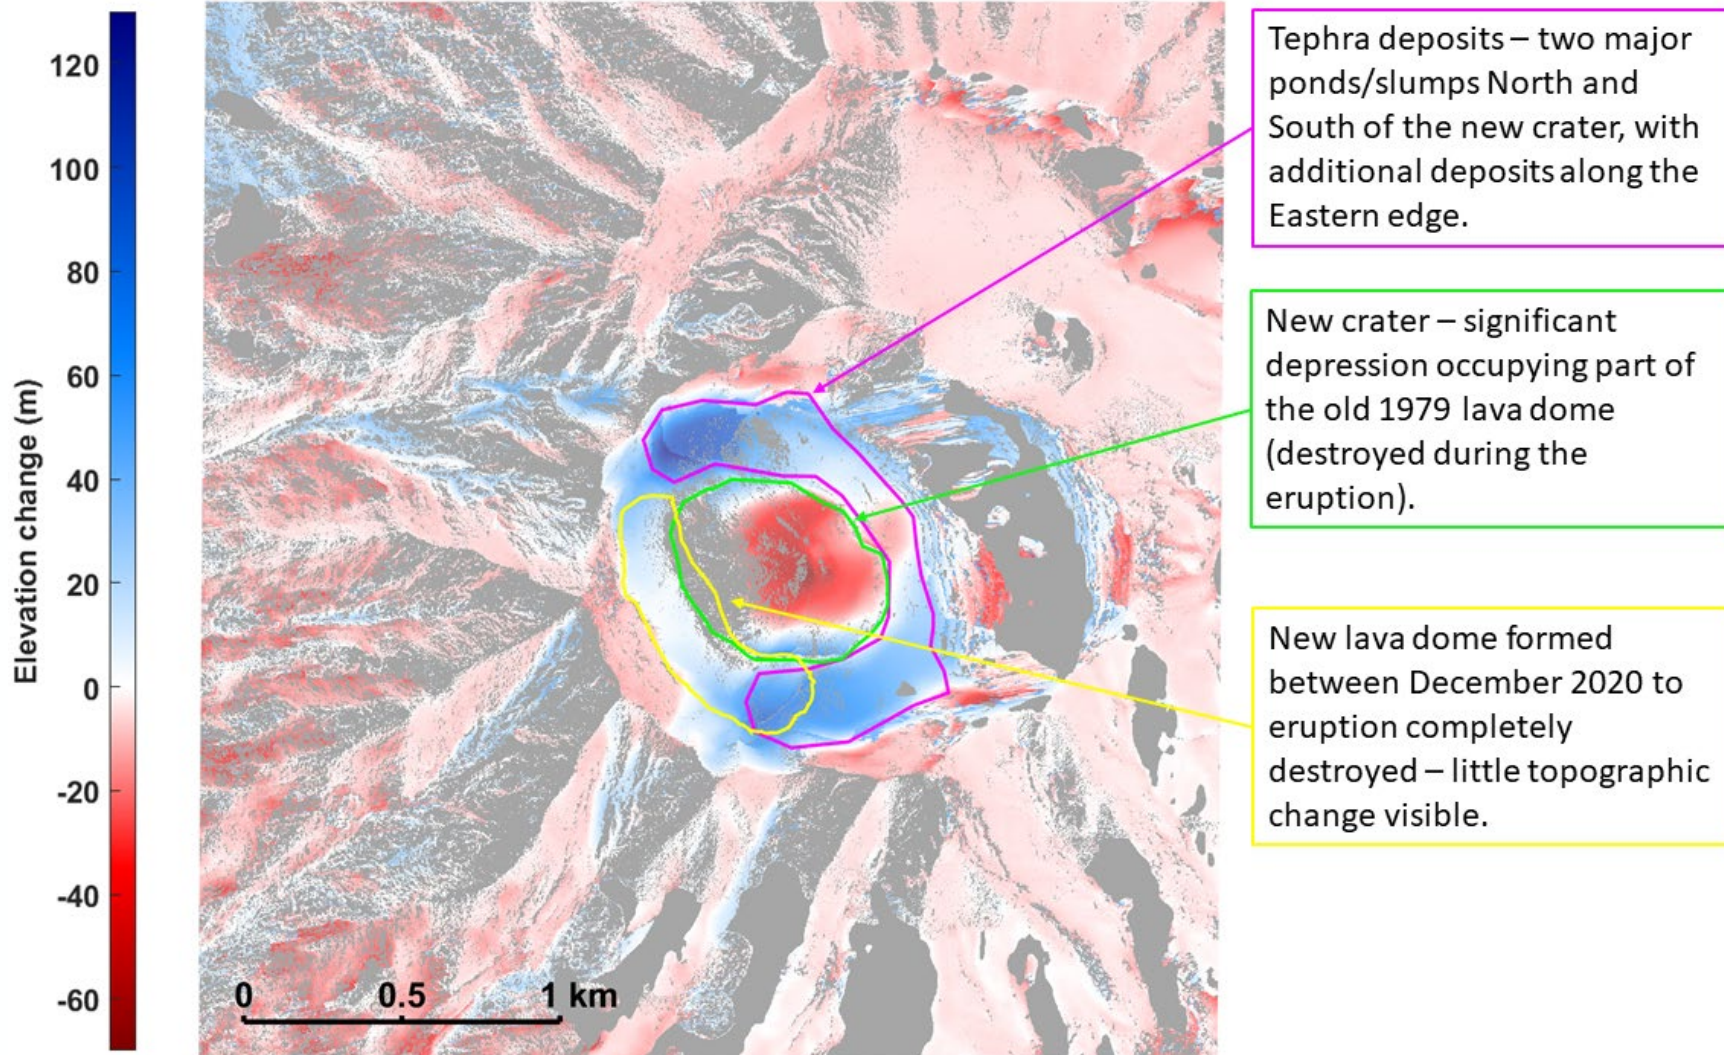 Elevation change (m)
120
100
80
60
40
20
0
-20
-40
-60
0 0.5 1 km
Tephra deposits – two major
ponds/slumps North and
South of the new crater, with
additional deposits along the
Eastern edge.
New crater – significant
depression occupying part of
the old 1979 lava dome
(destroyed during the
eruption).
New lava dome formed
between December 2020 to
eruption completely
destroyed – little topographic
change visible.